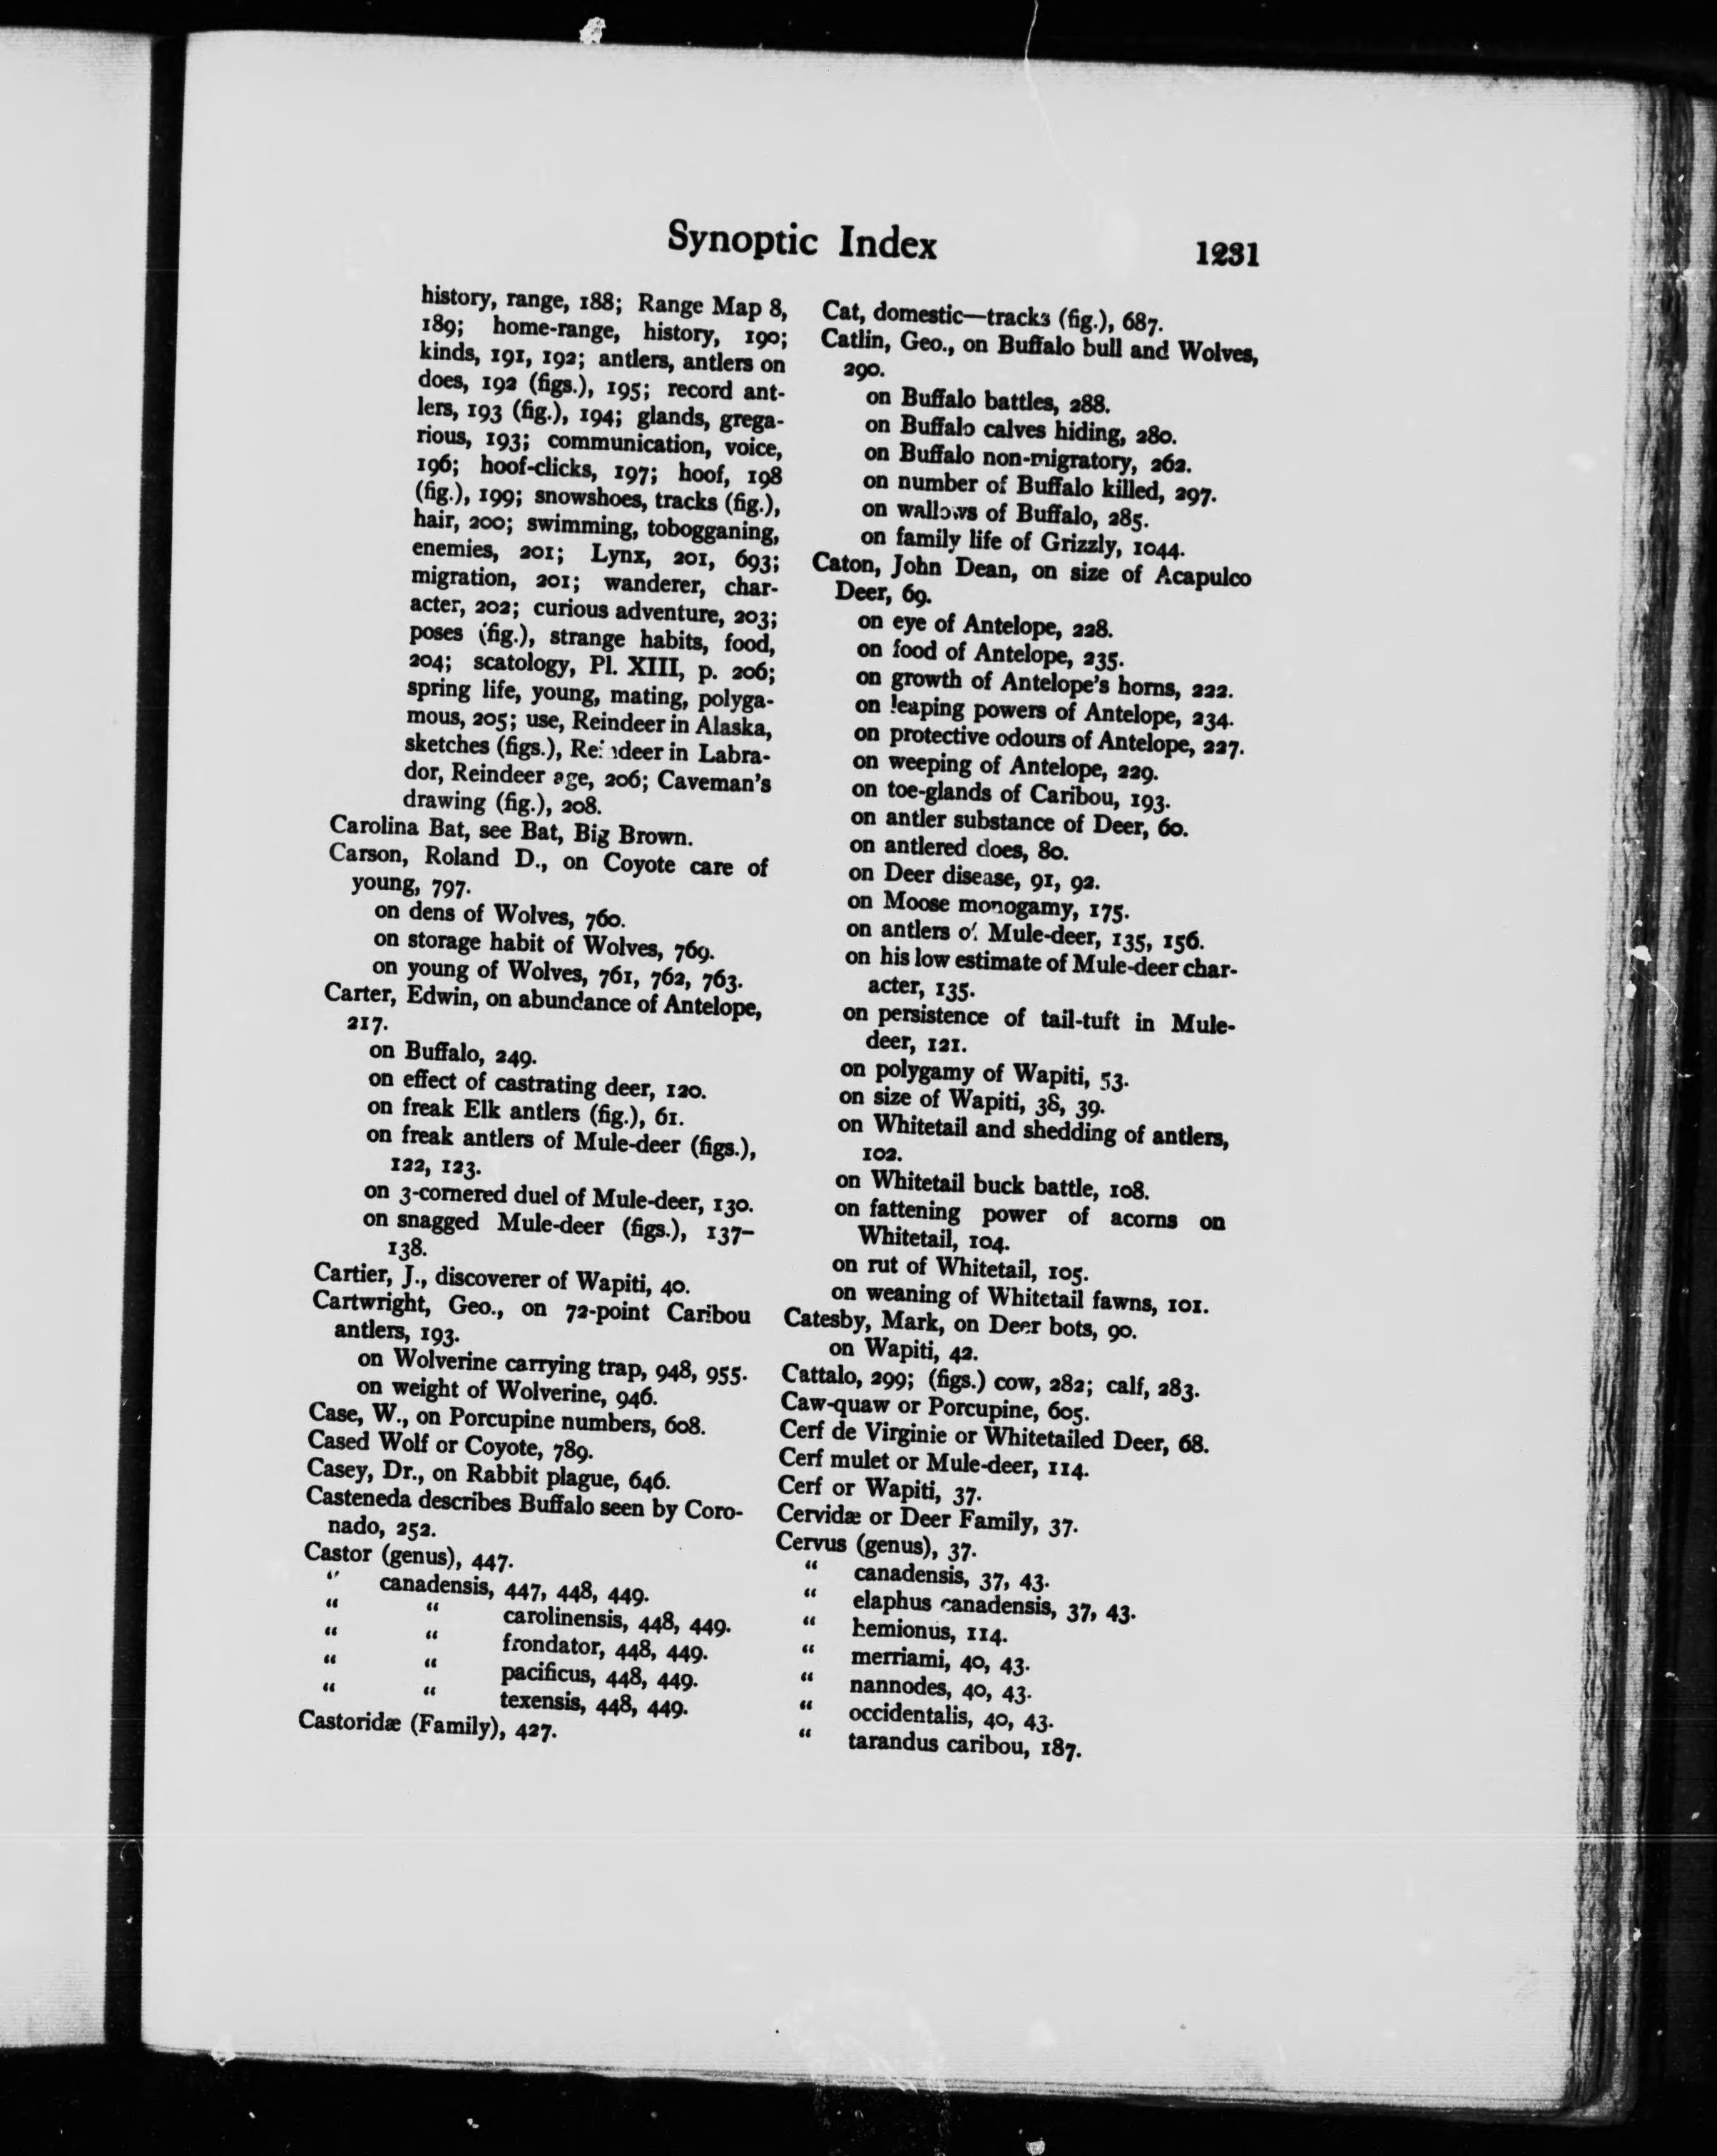 Synoptic Index 1231
history, range, 188; Range Map 8,
189; home-range, history, 190;
kinds, 191, 192; antlers, antlers on
does, 192 (figs.), 195; record ant-
lers, 193 (fig.), 194; glands, grega-
rious, 193; communication, voice,
196; hoof-clicks, 197; hoof, 198
(fig.), 199; snowshoes, tracks (fig.),
hair, 200; swimming, tobogganing,
enemies, 201; Lynx, 201, 693;
migration, 201; wanderer, char-
acter, 202; curious adventure, 203;
poses (fig.), strange habits, food,
204; scatology, Pl. XIII, p. 206;
spring life, young, mating, polyga-
mous, 205; use, Reindeer in Alaska,
sketches (figs.), Reindeer in Labra-
dor, Reindeer age, 206; Caveman's
drawing (fig.), 208.
Carolina Bat, see Bat, Big Brown.
Carson, Roland D., on Coyote care of
young, 797.
on dens of Wolves, 760.
on storage habit of Wolves, 769.
on young of Wolves, 761, 762, 763.
Carter, Edwin, on abundance of Antelope,
217.
on Buffalo, 249.
on effect of castrating deer, 120.
on freak Elk antlers (fig.), 61.
on freak antlers of Mule-deer (figs.),
122, 123.
on 3-cornered duel of Mule-deer, 130.
on snagged Mule-deer (figs.), 137–
138.
Cartier, J., discoverer of Wapiti, 40.
Cartwright, Geo., on 72-point Caribou
antlers, 193.
on Wolverine carrying trap, 948, 955.
on weight of Wolverine, 946.
Case, W., on Porcupine numbers, 608.
Cased Wolf or Coyote, 789.
Casey, Dr., on Rabbit plague, 646.
Casteneda describes Buffalo seen by Coro-
nado, 252.
Castor (genus), 447.
“ canadensis, 447, 448, 449.
“ “ carolinensis, 448, 449.
“ “ frondator, 448, 449.
“ “ pacificus, 448, 449.
“ “ texensis, 448, 449.
Castoridæ (Family), 427.
Cat, domestic—tracks (fig.), 687.
Catlin, Geo., on Buffalo bull and Wolves,
290.
on Buffalo battles, 288.
on Buffalo calves hiding, 280.
on Buffalo non-migratory, 262.
on number of Buffalo killed, 297.
on wallows of Buffalo, 285.
on family life of Grizzly, 1044.
Caton, John Dean, on size of Acapulco
Deer, 69.
on eye of Antelope, 228.
on food of Antelope, 235.
on growth of Antelope's horns, 222.
on leaping powers of Antelope, 234.
on protective odours of Antelope, 227.
on weeping of Antelope, 229.
on toe-glands of Caribou, 193.
on antler substance of Deer, 60.
on antlered does, 80.
on Deer disease, 91, 92.
on Moose monogamy, 175.
on antlers of Mule-deer, 135, 156.
on his low estimate of Mule-deer char-
acter, 135.
on persistence of tail-tuft in Mule-
deer, 121.
on polygamy of Wapiti, 53.
on size of Wapiti, 38, 39.
on Whitetail and shedding of antlers,
102.
on Whitetail buck battle, 108.
on fattening power of acorns on
Whitetail, 104.
on rut of Whitetail, 105.
on weaning of Whitetail fawns, 101.
Catesby, Mark, on Deer bots, 90.
on Wapiti, 42.
Cattalo, 299; (figs.) cow, 282; calf, 283.
Caw-quaw or Porcupine, 605.
Cerf de Virginie or Whitetailed Deer, 68.
Cerf mulet or Mule-deer, 114.
Cerf or Wapiti, 37.
Cervidæ or Deer Family, 37.
Cervus (genus), 37.
“ canadensis, 37, 43.
“ elaphus canadensis, 37, 43.
“ hemionus, 114.
“ merriami, 40, 43.
“ nannodes, 40, 43.
“ occidentalis, 40, 43.
“ tarandus caribou, 187.